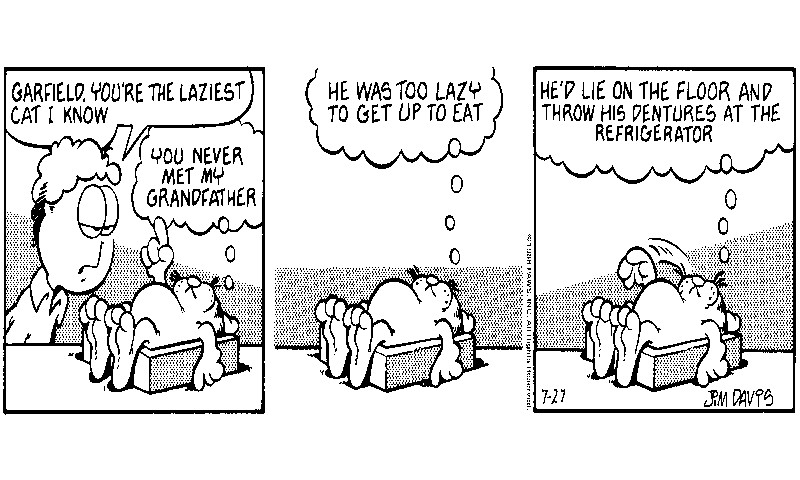 GARFIELD, YOU'RE THE LAZIEST
CAT I KNOW
YOU NEVER
MET MY
GRANDFATHER
HE WAS TOO LAZY
TO GET UP TO EAT
HE'D LIE ON THE FLOOR AND
THROW HIS DENTURES AT THE
REFRIGERATOR
7-27
JIM DAVIS